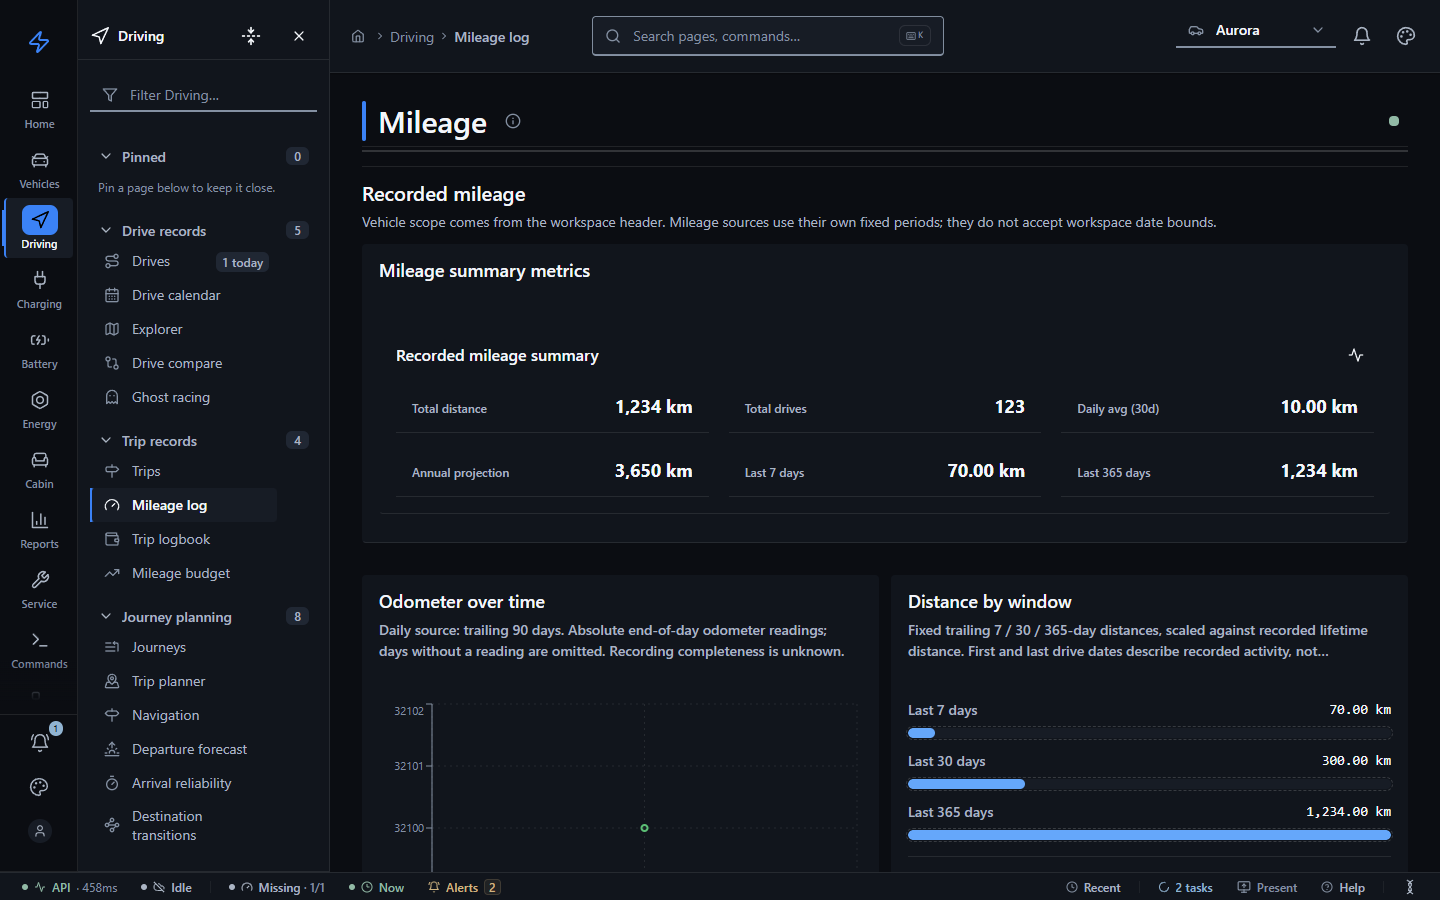 Home
Vehicles
Driving
Charging
Battery
Energy
Cabin
Reports
Service
Commands
1
Driving
Filter Driving...
Pinned 0
Pin a page below to keep it close.
Drive records 5
Drives 1 today
Drive calendar
Explorer
Drive compare
Ghost racing
Trip records 4
Trips
Mileage log
Trip logbook
Mileage budget
Journey planning 8
Journeys
Trip planner
Navigation
Departure forecast
Arrival reliability
Destination
transitions
Driving Mileage log
Search pages, commands... K
Aurora
Mileage
Recorded mileage
Vehicle scope comes from the workspace header. Mileage sources use their own fixed periods; they do not accept workspace date bounds.
Mileage summary metrics
Recorded mileage summary
Total distance 1,234 km
Total drives 123
Daily avg (30d) 10.00 km
Annual projection 3,650 km
Last 7 days 70.00 km
Last 365 days 1,234 km
Odometer over time
Daily source: trailing 90 days. Absolute end-of-day odometer readings;
days without a reading are omitted. Recording completeness is unknown.
32102
32101
32100
Distance by window
Fixed trailing 7 / 30 / 365-day distances, scaled against recorded lifetime
distance. First and last drive dates describe recorded activity, not...
Last 7 days 70.00 km
Last 30 days 300.00 km
Last 365 days 1,234.00 km
API · 458ms
Idle
Missing · 1/1
Now
Alerts 2
Recent
2 tasks
Present
Help